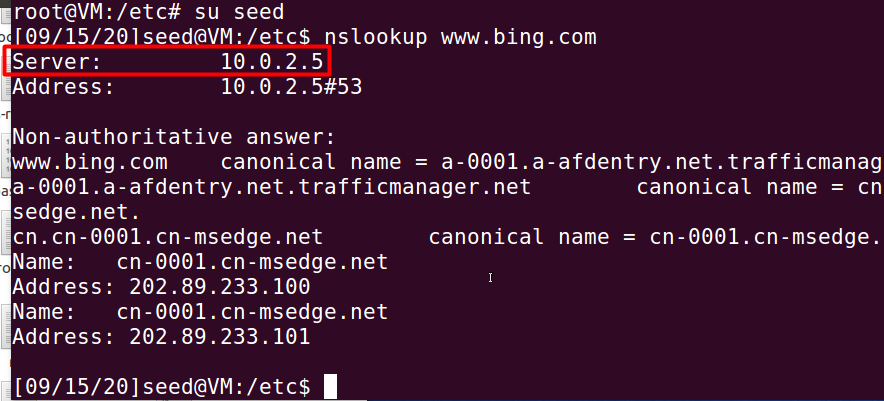 root@VM:/etc# su seed
[09/15/20]seed@VM:/etc$ nslookup www.bing.com
Server: 10.0.2.5
Address: 10.0.2.5#53
Non-authoritative answer:
www.bing.com canonical name = a-0001.a-afdentry.net.trafficmanag
a-0001.a-afdentry.net.trafficmanager.net canonical name = cn
sedge.net.
cn.cn-0001.cn-msedge.net canonical name = cn-0001.cn-msedge.
Name: cn-0001.cn-msedge.net
Address: 202.89.233.100
Name: cn-0001.cn-msedge.net
Address: 202.89.233.101
[09/15/20]seed@VM:/etc$